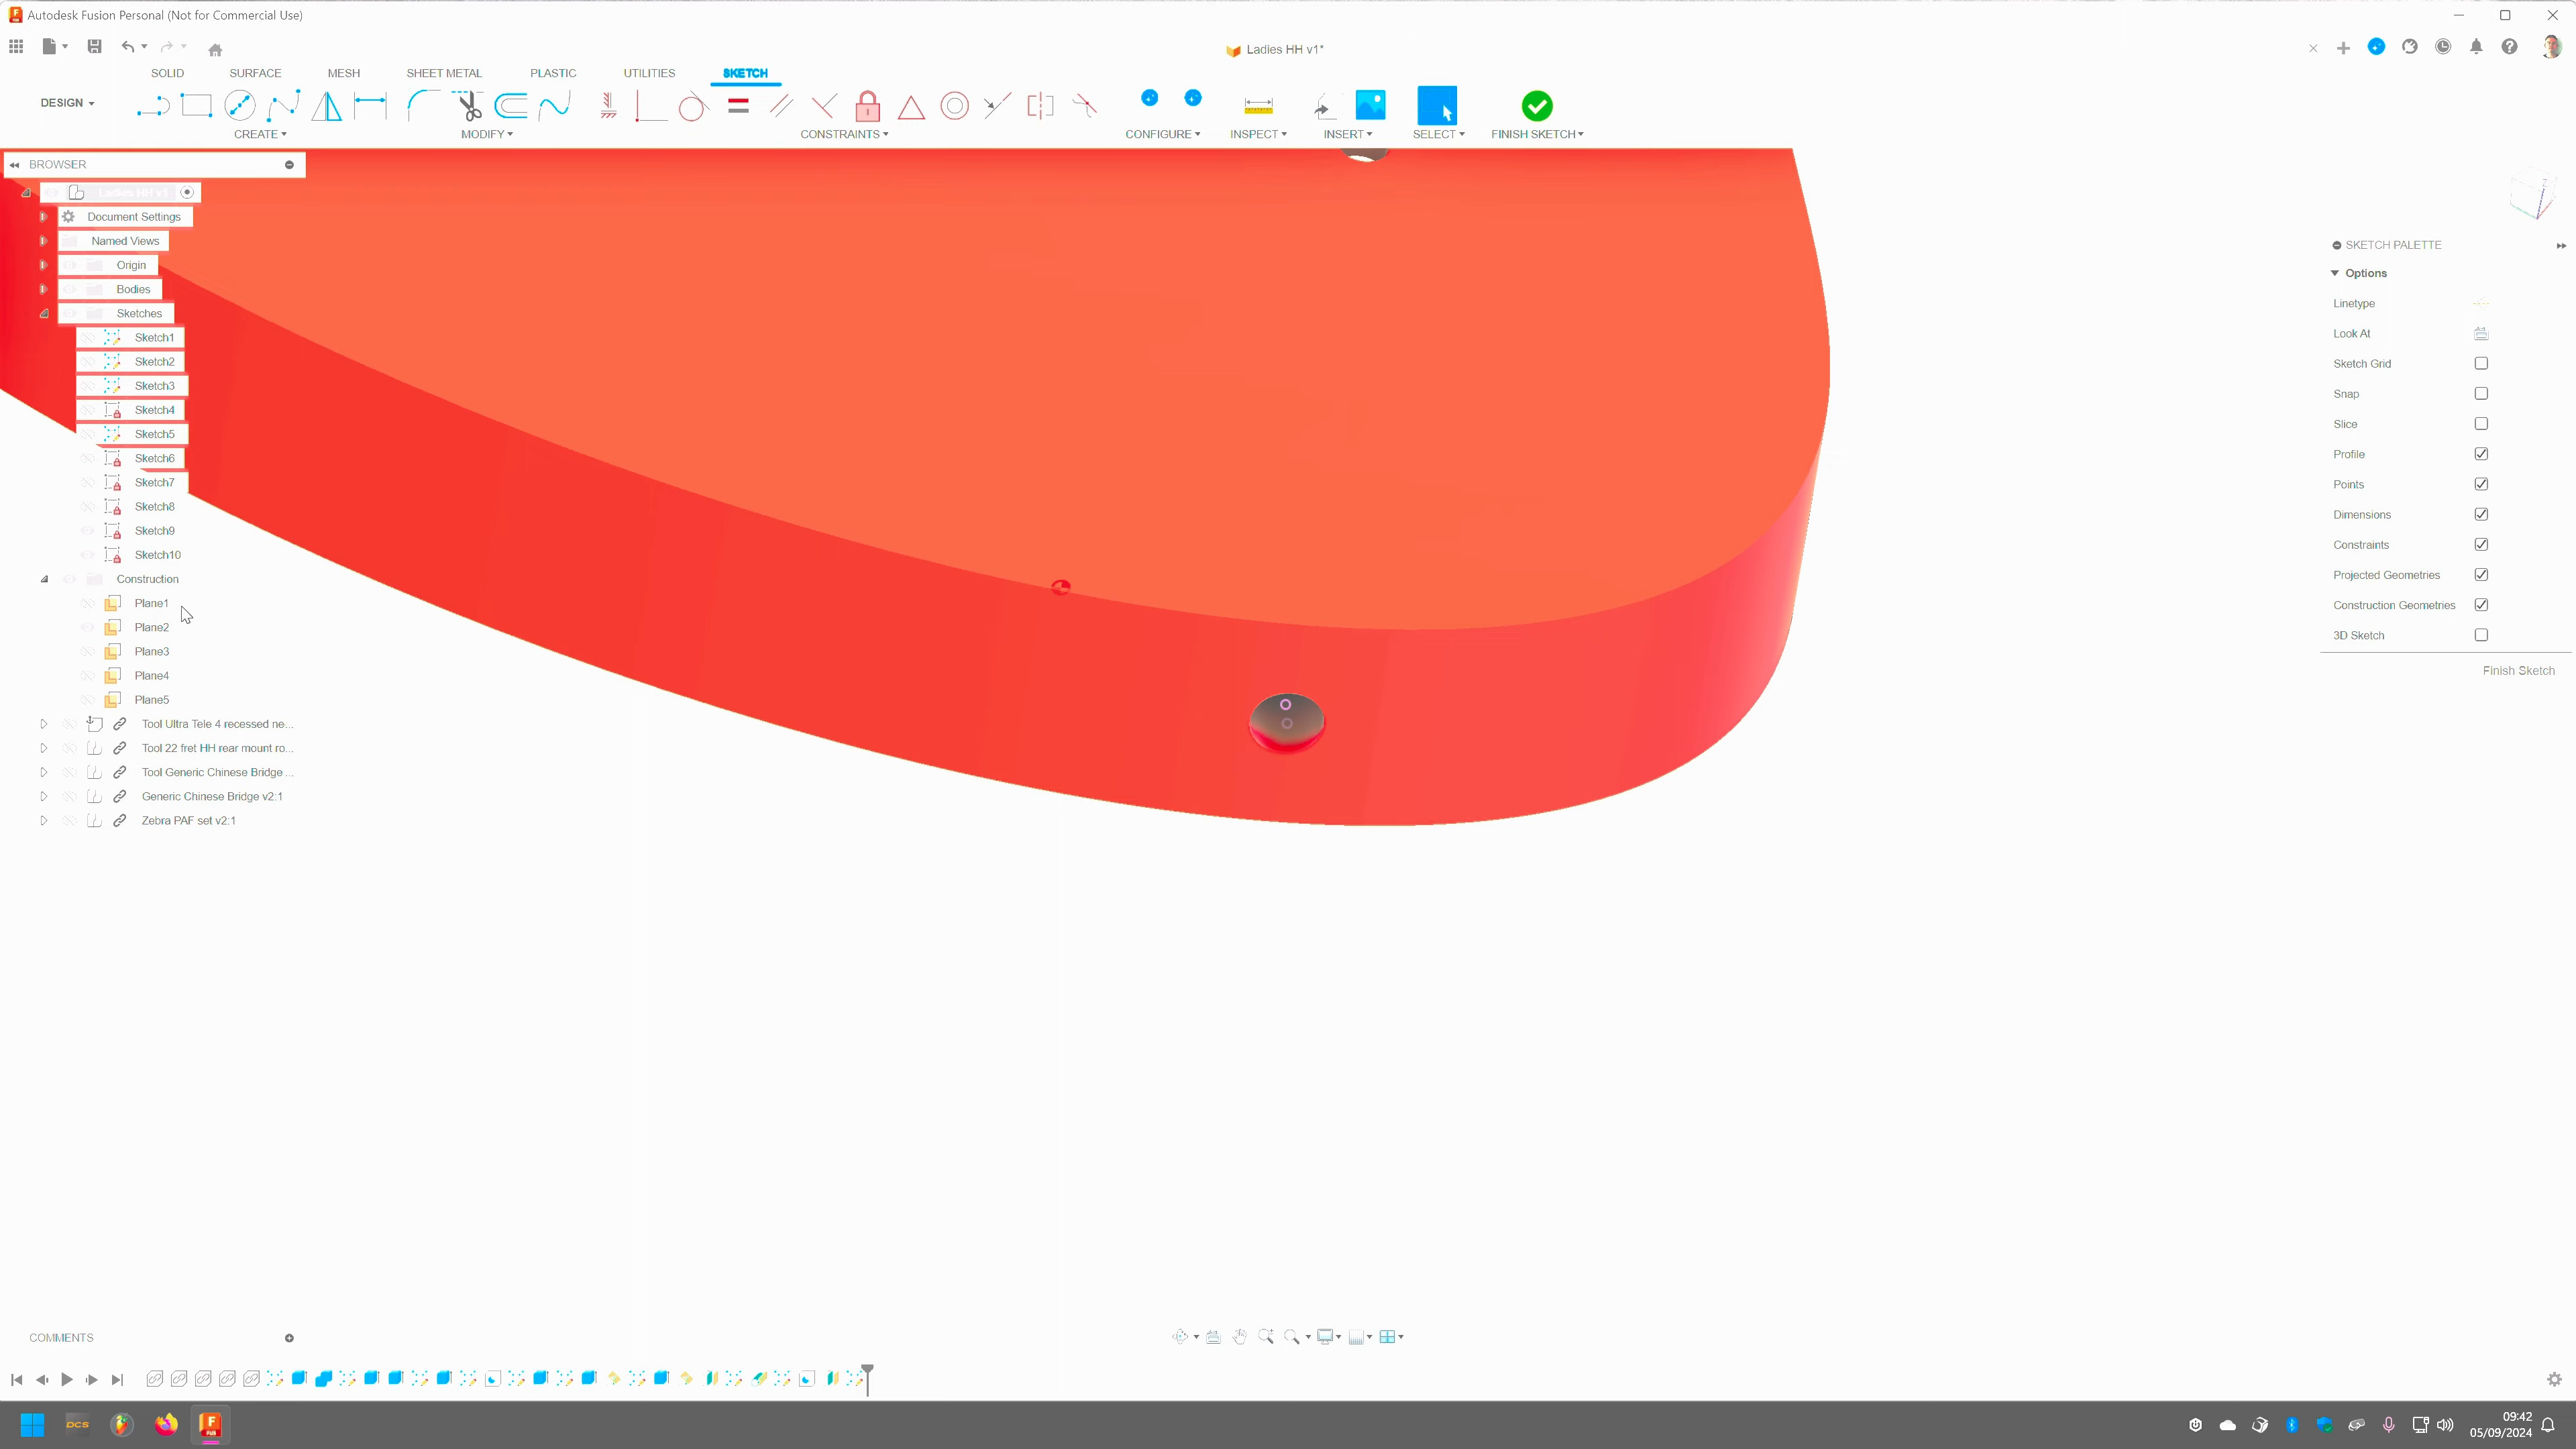 Autodesk Fusion Personal (Not for Commercial Use)
Ladies HH v1*
SOLID SURFACE MESH SHEET METAL PLASTIC UTILITIES SKETCH
DESIGN
CREATE MODIFY CONSTRAINTS CONFIGURE INSPECT INSERT SELECT FINISH SKETCH
BROWSER
Ladies HH v1
Document Settings
Named Views
Origin
Bodies
Sketches
Sketch1
Sketch2
Sketch3
Sketch4
Sketch5
Sketch6
Sketch7
Sketch8
Sketch9
Sketch10
Construction
Plane1
Plane2
Plane3
Plane4
Plane5
Tool Ultra Tele 4 recessed ne...
Tool 22 fret HH rear mount ro...
Tool Generic Chinese Bridge ...
Generic Chinese Bridge v2:1
Zebra PAF set v2:1
SKETCH PALETTE
Options
Linetype
Look At
Sketch Grid
Snap
Slice
Profile
Points
Dimensions
Constraints
Projected Geometries
Construction Geometries
3D Sketch
Finish Sketch
COMMENTS
DCS
F
FUS
09:42
05/09/2024